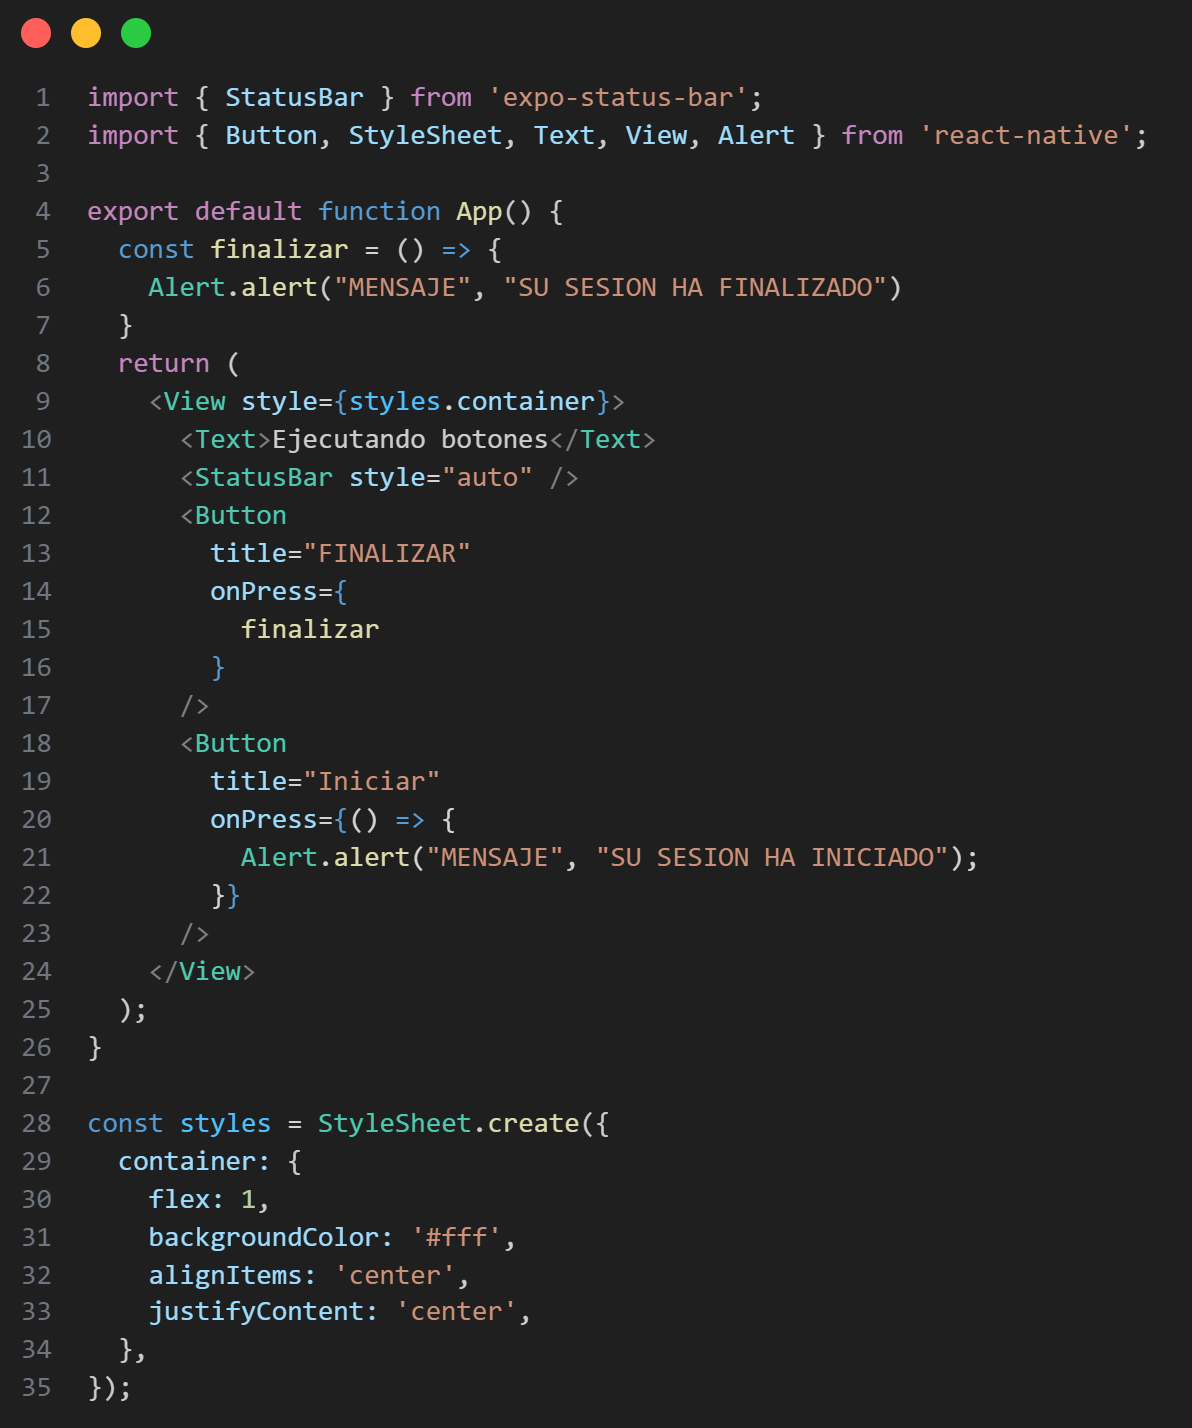 1 import { StatusBar } from 'expo-status-bar';
2 import { Button, StyleSheet, Text, View, Alert } from 'react-native';
3
4 export default function App() {
5   const finalizar = () => {
6     Alert.alert("MENSAJE", "SU SESION HA FINALIZADO")
7   }
8   return (
9     <View style={styles.container}>
10       <Text>Ejecutando botones</Text>
11       <StatusBar style="auto" />
12       <Button
13         title="FINALIZAR"
14         onPress={
15           finalizar
16         }
17       />
18       <Button
19         title="Iniciar"
20         onPress={() => {
21           Alert.alert("MENSAJE", "SU SESION HA INICIADO");
22         }}
23       />
24     </View>
25   );
26 }
27
28 const styles = StyleSheet.create({
29   container: {
30     flex: 1,
31     backgroundColor: '#fff',
32     alignItems: 'center',
33     justifyContent: 'center',
34   },
35 });